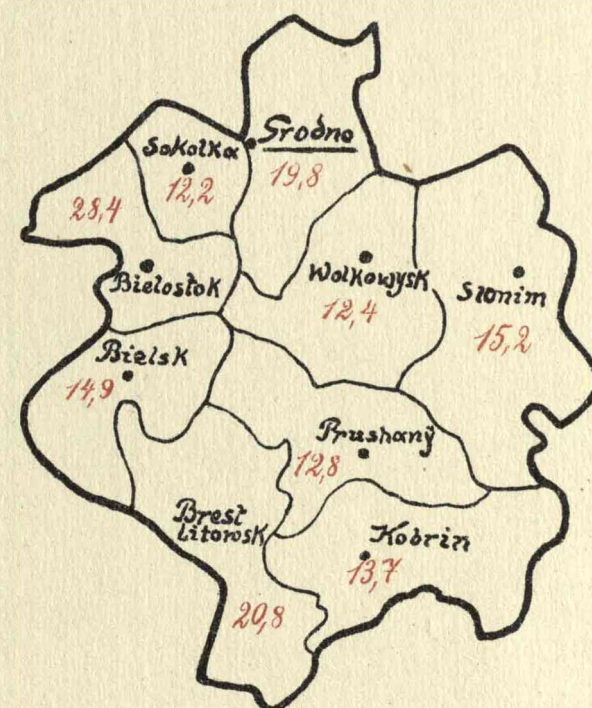 Grodno
Sokolka
12,2
19,8
28,4
Bielostok
Wolkowysk
12,4
Slonim
15,2
Bielsk
14,9
Prushany
12,8
Brest
Litowsk
20,8
Kobrin
13,7